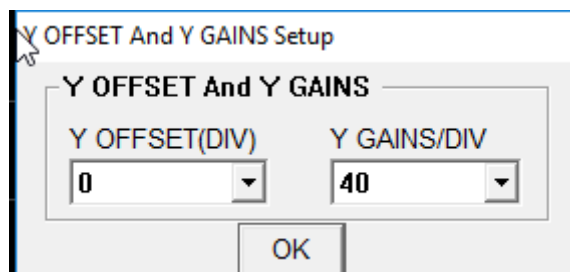 Y OFFSET And Y GAINS Setup
Y OFFSET And Y GAINS
Y OFFSET(DIV) Y GAINS/DIV
0 40
OK